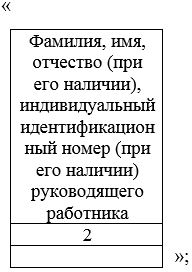 «
Фамилия, имя,
отчество (при
его наличии),
индивидуальный
идентификацион
ный номер (при
его наличии)
руководящего
работника
2
»;